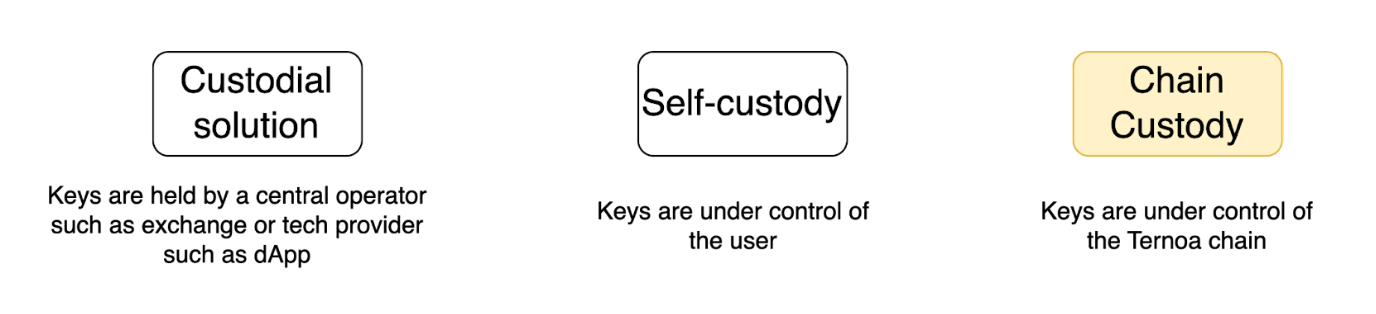 Custodial
solution
Keys are held by a central operator
such as exchange or tech provider
such as dApp
Self-custody
Keys are under control of
the user
Chain
Custody
Keys are under control of
the Ternoa chain